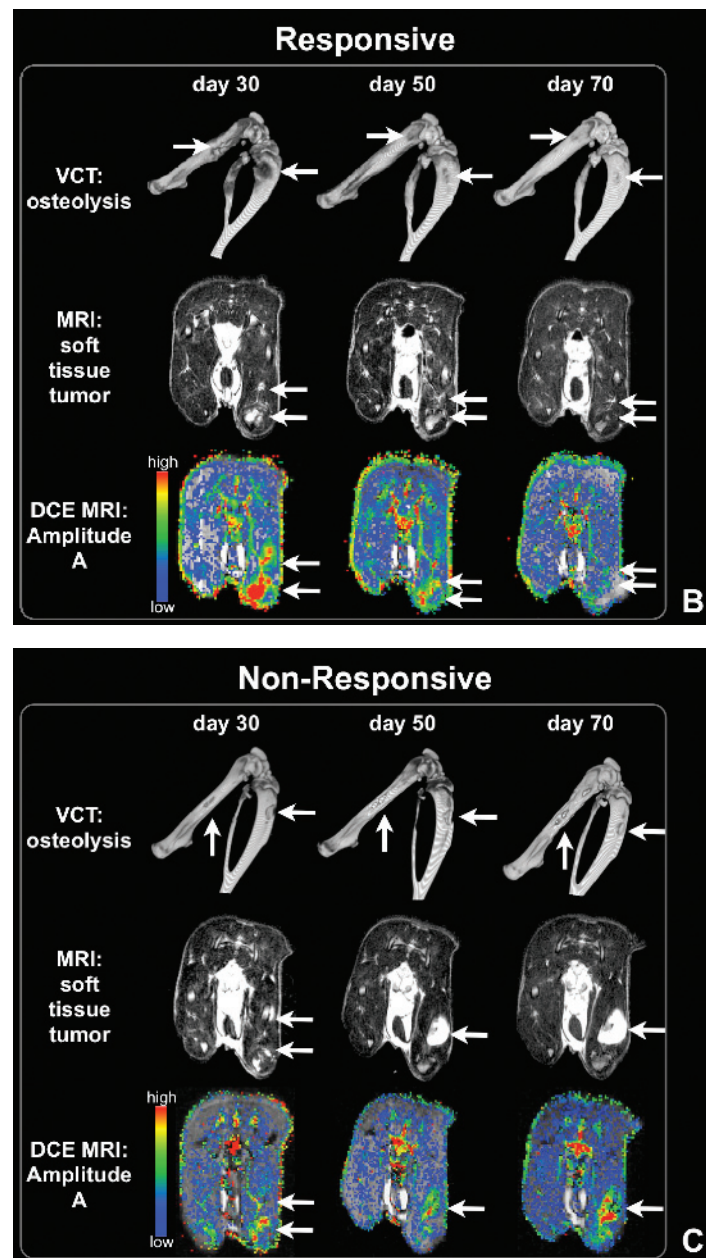 Responsive
day 30
day 50
day 70
VCT:
osteolysis
MRI:
soft
tissue
tumor
high
DCE MRI:
Amplitude
A
low
B
Non-Responsive
day 30
day 50
day 70
VCT:
osteolysis
MRI:
soft
tissue
tumor
high
DCE MRI:
Amplitude
A
low
C